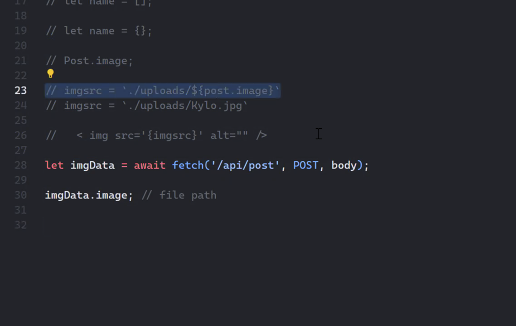 17 // let name = [];
18
19 // let name = {};
20
21 // Post.image;
22
23 // imgsrc = `./uploads/${post.image}`
24 // imgsrc = `./uploads/Kylo.jpg`
25
26 //   < img src='{imgsrc}' alt="" />
27
28 let imgData = await fetch('/api/post', POST, body);
29
30 imgData.image; // file path
31
32